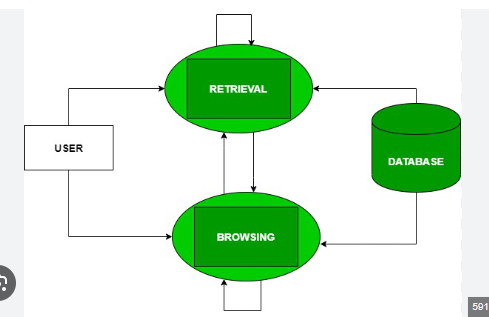 RETRIEVAL
USER
DATABASE
BROWSING
591